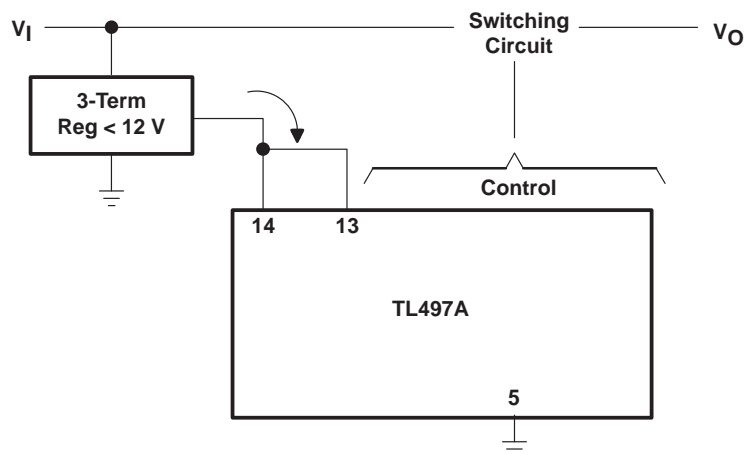 Switching
Circuit
VI
VO
3-Term
Reg < 12 V
Control
14
13
TL497A
5